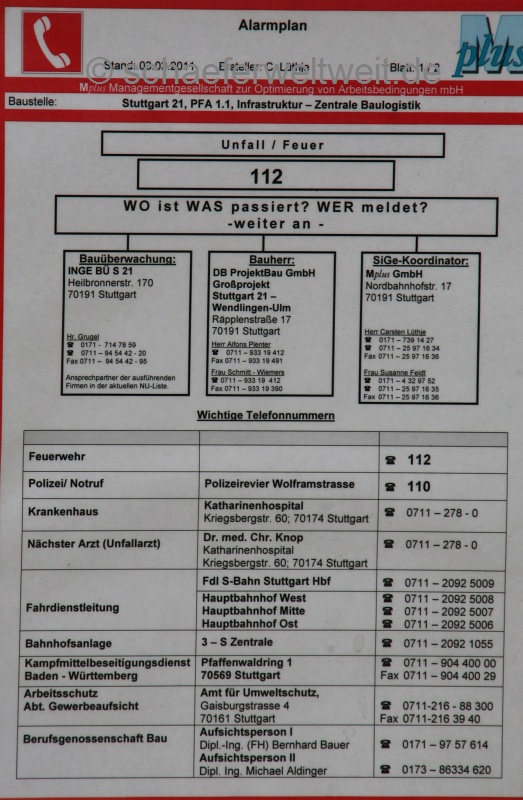 Alarmplan
Stand: 03.03.2011 Ersteller: C. Lüthje Blatt: 1 / 2
Mplus
© schaeferweltweit.de
Mplus Managementgesellschaft zur Optimierung von Arbeitsbedingungen mbH
Baustelle: Stuttgart 21, PFA 1.1, Infrastruktur – Zentrale Baulogistik
Unfall / Feuer
112
WO ist WAS passiert? WER meldet?
-weiter an -
Bauüberwachung:
INGE BÜ S 21
Heilbronnerstr. 170
70191 Stuttgart
Hr. Grugel
☎ 0171 - 714 78 59
☎ 0711 – 94 54 42 - 20
Fax 0711 – 94 54 42 - 95
Ansprechpartner der ausführenden
Firmen in der aktuellen NU-Liste.
Bauherr:
DB ProjektBau GmbH
Großprojekt
Stuttgart 21 –
Wendlingen-Ulm
Räpplenstraße 17
70191 Stuttgart
Herr Alfons Plenter
☎ 0711 – 933 19 412
Fax 0711 – 933 19 491
Frau Schmitt - Wiemers
☎ 0711 – 933 19 412
Fax 0711 – 933 19 390
SiGe-Koordinator:
Mplus GmbH
Nordbahnhofstr. 17
70191 Stuttgart
Herr Carsten Lüthje
☎ 0171 – 739 14 27
☎ 0711 – 25 97 16 34
Fax 0711 – 25 97 16 36
Frau Susanne Feidt
☎ 0171 – 4 32 97 52
☎ 0711 – 25 97 16 35
Fax 0711 – 25 97 16 36
Wichtige Telefonnummern
Feuerwehr ☎ 112
Polizei/ Notruf Polizeirevier Wolframstrasse ☎ 110
Krankenhaus Katharinenhospital
Kriegsbergstr. 60; 70174 Stuttgart ☎ 0711 – 278 - 0
Nächster Arzt (Unfallarzt) Dr. med. Chr. Knop
Katharinenhospital
Kriegsbergstr. 60; 70174 Stuttgart ☎ 0711 – 278 - 0
Fahrdienstleitung
Fdl S-Bahn Stuttgart Hbf ☎ 0711 – 2092 5009
Hauptbahnhof West ☎ 0711 – 2092 5008
Hauptbahnhof Mitte ☎ 0711 – 2092 5007
Hauptbahnhof Ost ☎ 0711 – 2092 5006
Bahnhofsanlage 3 – S Zentrale ☎ 0711 – 2092 1055
Kampfmittelbeseitigungsdienst Pfaffenwaldring 1 ☎ 0711 – 904 400 00
Baden - Württemberg 70569 Stuttgart Fax 0711 – 904 400 29
Arbeitsschutz Amt für Umweltschutz,
Abt. Gewerbeaufsicht Gaisburgstrasse 4 ☎ 0711-216 - 88 300
70161 Stuttgart Fax 0711-216 39 40
Berufsgenossenschaft Bau Aufsichtsperson I
Dipl.-Ing. (FH) Bernhard Bauer ☎ 0171 – 97 57 614
Aufsichtsperson II
Dipl. Ing. Michael Aldinger ☎ 0173 – 86334 620